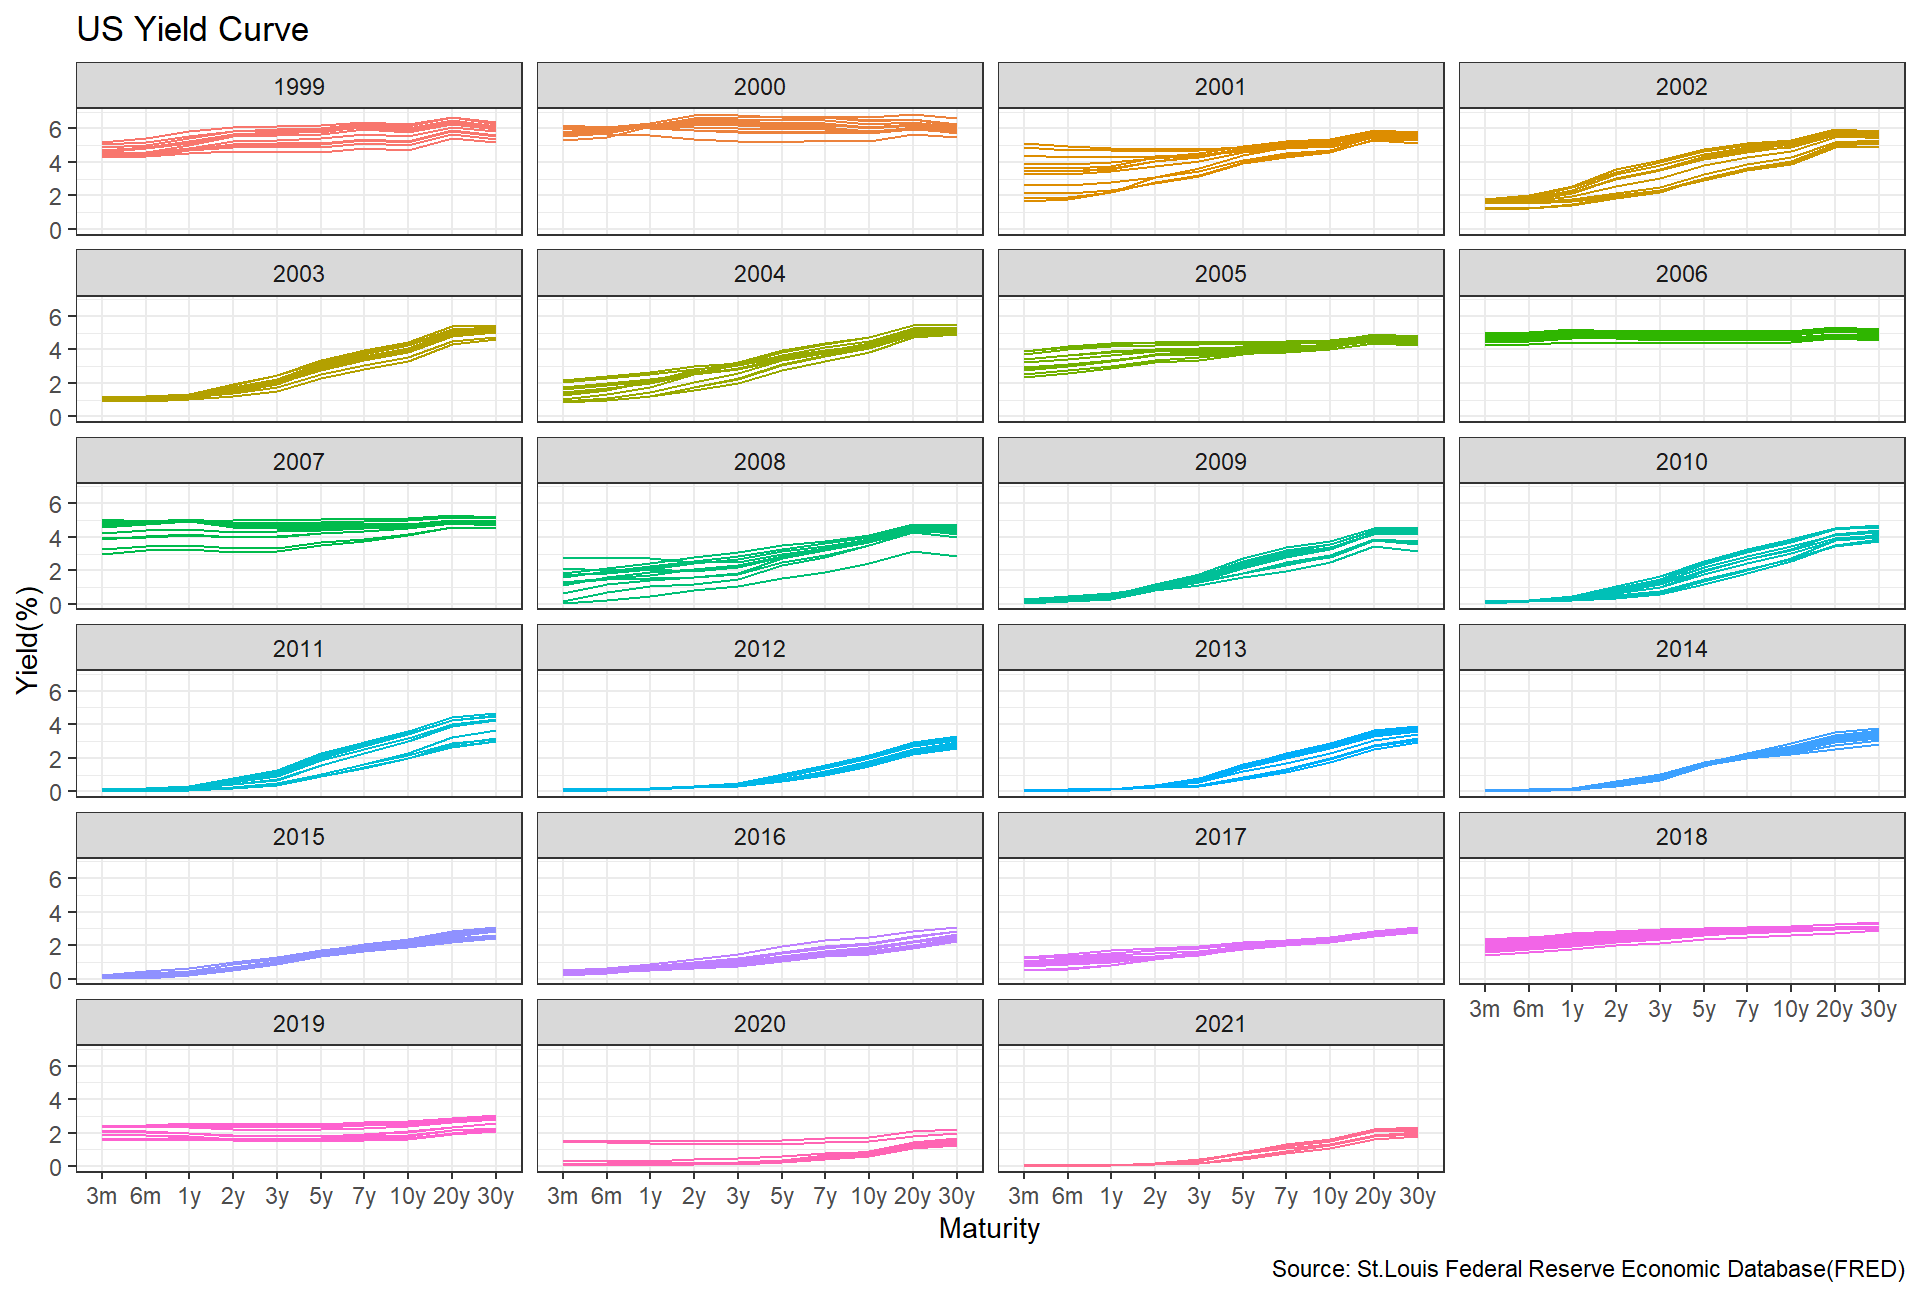 US Yield Curve
1999 2000 2001 2002
6
4
2
0
2003 2004 2005 2006
6
4
2
0
2007 2008 2009 2010
6
4
2
0
Yield(%)
2011 2012 2013 2014
6
4
2
0
2015 2016 2017 2018
6
4
2
0
3m 6m 1y 2y 3y 5y 7y 10y 20y 30y
2019 2020 2021
6
4
2
0
3m 6m 1y 2y 3y 5y 7y 10y 20y 30y 3m 6m 1y 2y 3y 5y 7y 10y 20y 30y 3m 6m 1y 2y 3y 5y 7y 10y 20y 30y
Maturity
Source: St.Louis Federal Reserve Economic Database(FRED)